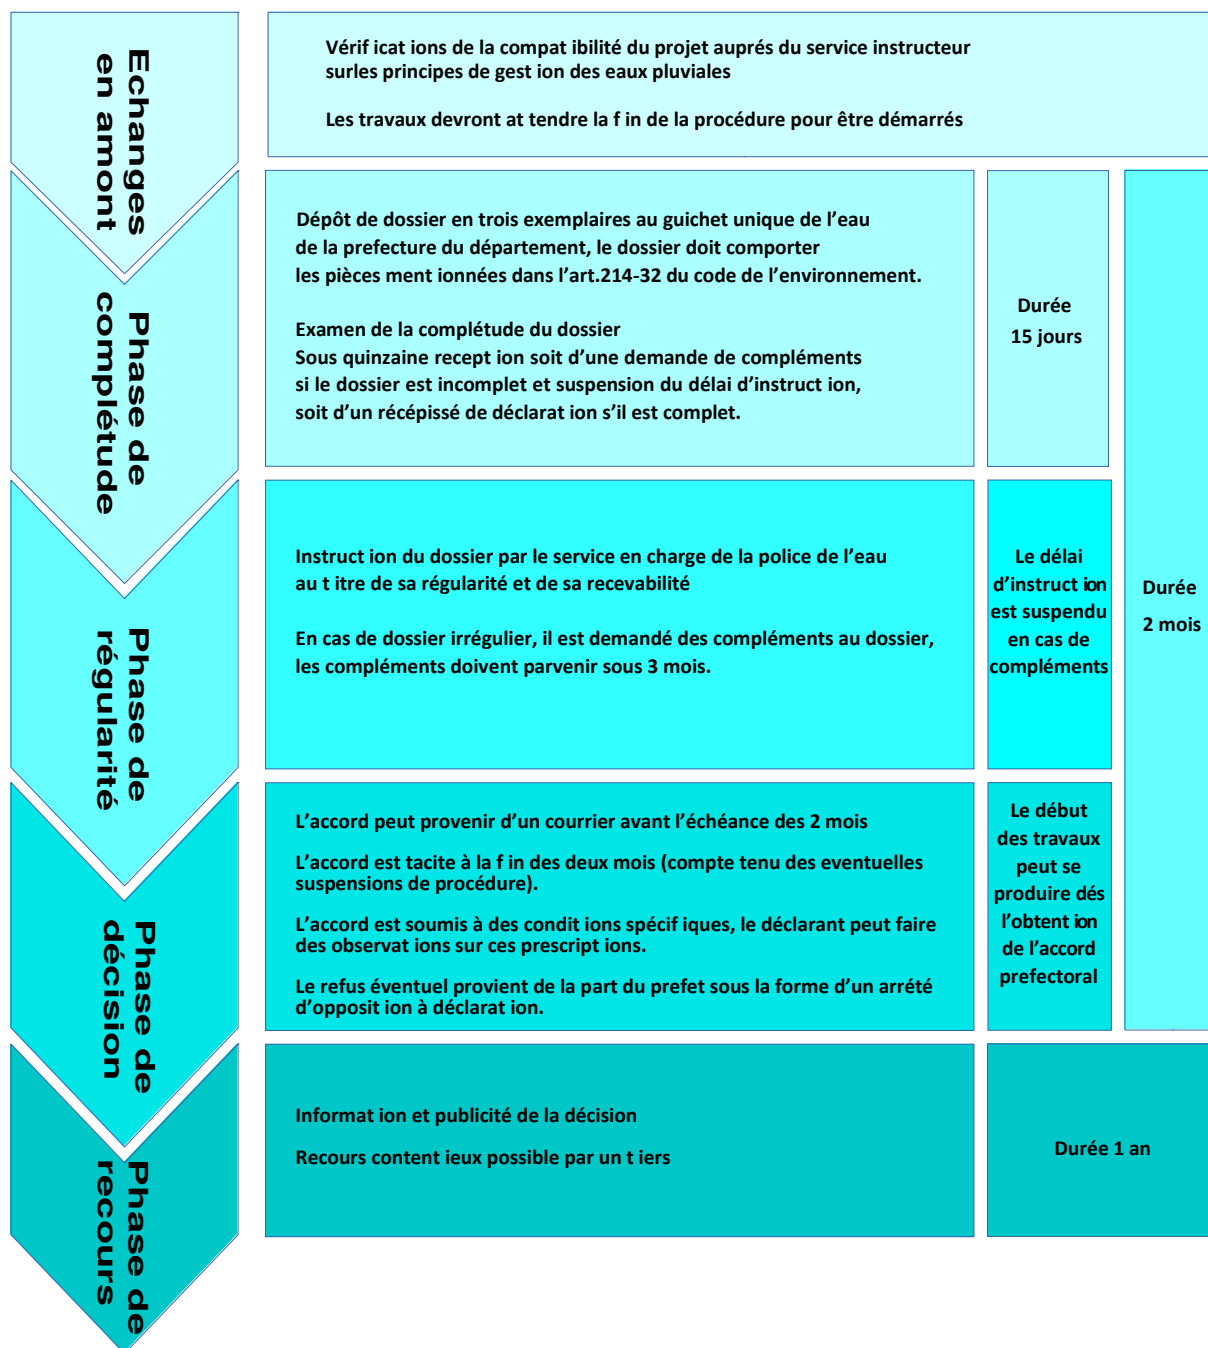 Echanges
en amont
Vérif icat ions de la compat ibilité du projet auprés du service instructeur
surles principes de gest ion des eaux pluviales
Les travaux devront at tendre la f in de la procédure pour être démarrés
Phase de
complétude
Dépôt de dossier en trois exemplaires au guichet unique de l’eau
de la prefecture du département, le dossier doit comporter
les pièces ment ionnées dans l’art.214-32 du code de l’environnement.
Examen de la complétude du dossier
Sous quinzaine recept ion soit d’une demande de compléments
si le dossier est incomplet et suspension du délai d’instruct ion,
soit d’un récépissé de déclarat ion s’il est complet.
Durée
15 jours
Phase de
régularité
Instruct ion du dossier par le service en charge de la police de l’eau
au t itre de sa régularité et de sa recevabilité
En cas de dossier irrégulier, il est demandé des compléments au dossier,
les compléments doivent parvenir sous 3 mois.
Le délai
d’instruct ion
est suspendu
en cas de
compléments
Durée
2 mois
Phase de
décision
L’accord peut provenir d’un courrier avant l’échéance des 2 mois
L’accord est tacite à la f in des deux mois (compte tenu des eventuelles
suspensions de procédure).
L’accord est soumis à des condit ions spécif iques, le déclarant peut faire
des observat ions sur ces prescript ions.
Le refus éventuel provient de la part du prefet sous la forme d’un arrété
d’opposit ion à déclarat ion.
Le début
des travaux
peut se
produire dés
l’obtent ion
de l’accord
prefectoral
Phase de
recours
Informat ion et publicité de la décision
Recours content ieux possible par un t iers
Durée 1 an